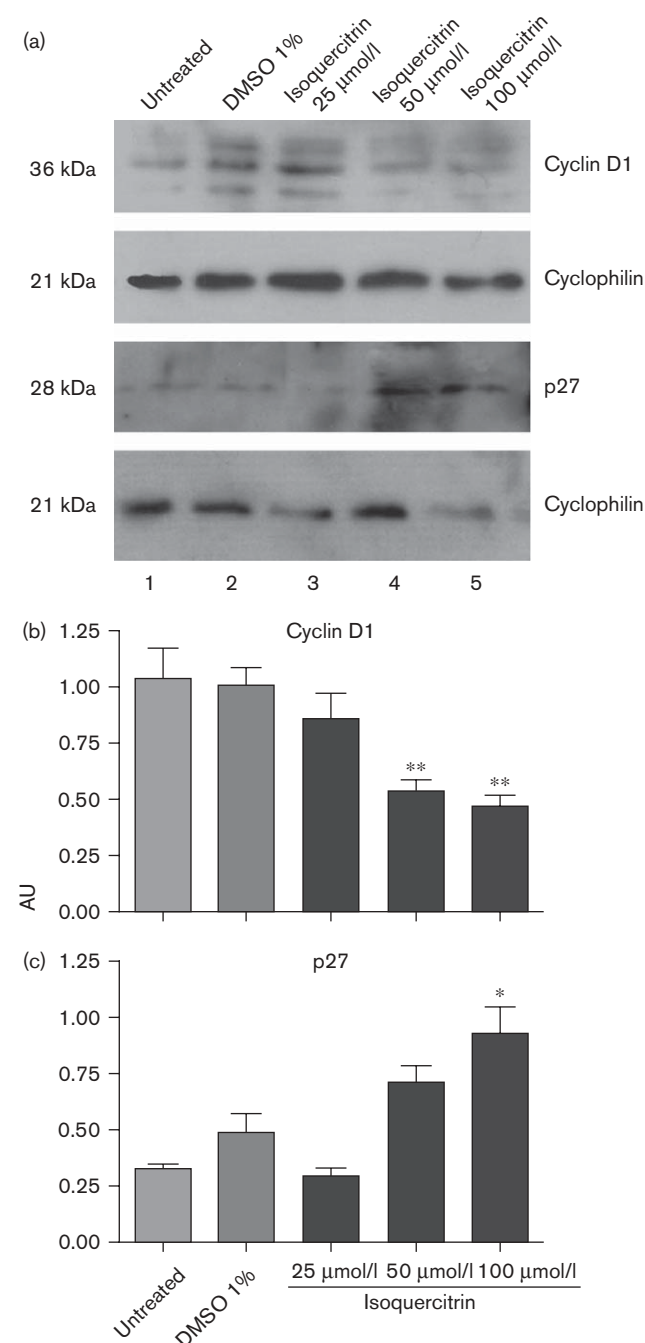 (a)
Untreated
DMSO 1%
Isoquercitrin
25 μmol/l
Isoquercitrin
50 μmol/l
Isoquercitrin
100 μmol/l
36 kDa
Cyclin D1
21 kDa
Cyclophilin
28 kDa
p27
21 kDa
Cyclophilin
1 2 3 4 5
(b)
Cyclin D1
1.25
1.00
**
**
0.75
0.50
0.25
0.00
AU
(c)
p27
1.25
*
1.00
0.75
0.50
0.25
0.00
Untreated
DMSO 1%
25 μmol/l 50 μmol/l 100 μmol/l
Isoquercitrin